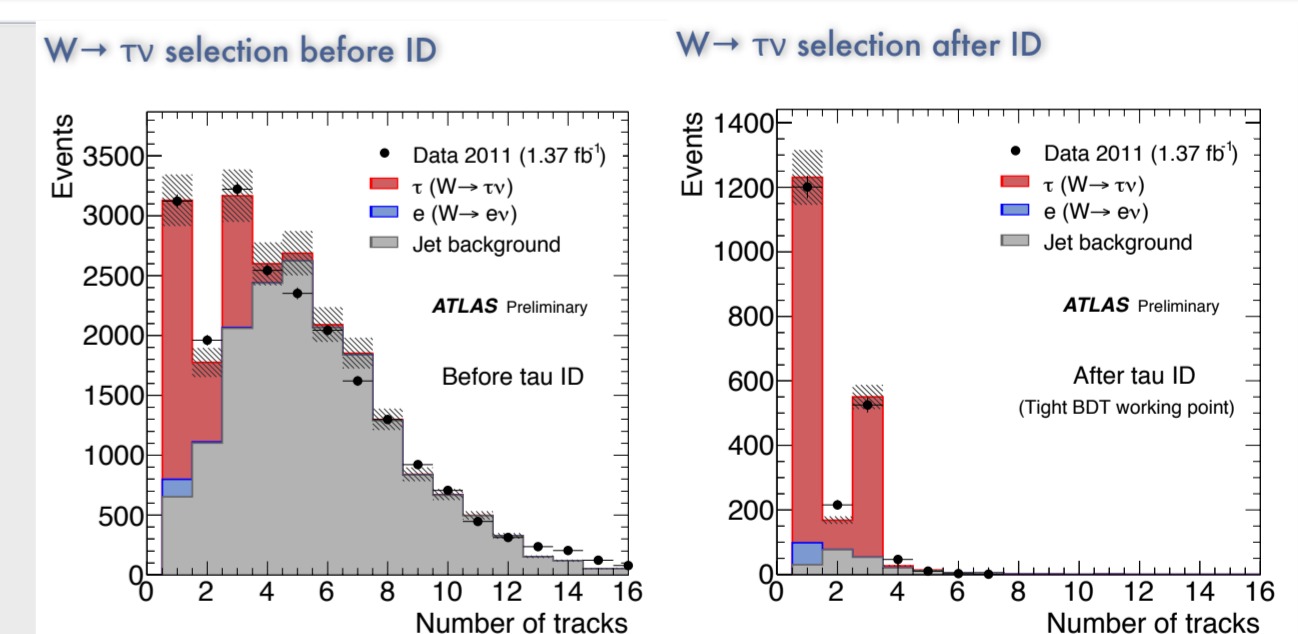 W→ τν selection before ID
Events
3500
3000
2500
2000
1500
1000
500
0
Data 2011 (1.37 fb⁻¹)
τ (W→ τν)
e (W→ eν)
Jet background
ATLAS Preliminary
Before tau ID
0 2 4 6 8 10 12 14 16
Number of tracks
W→ τν selection after ID
Events
1400
1200
1000
800
600
400
200
0
Data 2011 (1.37 fb⁻¹)
τ (W→ τν)
e (W→ eν)
Jet background
ATLAS Preliminary
After tau ID
(Tight BDT working point)
0 2 4 6 8 10 12 14 16
Number of tracks